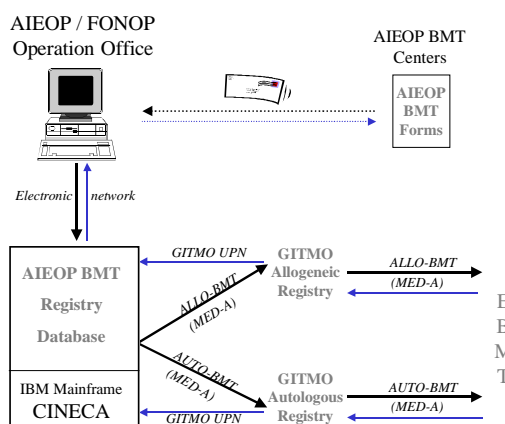 AIEOP / FONOP
Operation Office
AIEOP BMT
Centers
AIEOP
BMT
Forms
Electronic
network
AIEOP BMT
Registry
Database
IBM Mainframe
CINECA
GITMO UPN
ALLO-BMT
(MED-A)
AUTO-BMT
(MED-A)
GITMO UPN
GITMO
Allogeneic
Registry
GITMO
Autologous
Registry
ALLO-BMT
(MED-A)
AUTO-BMT
(MED-A)
E
B
M
T